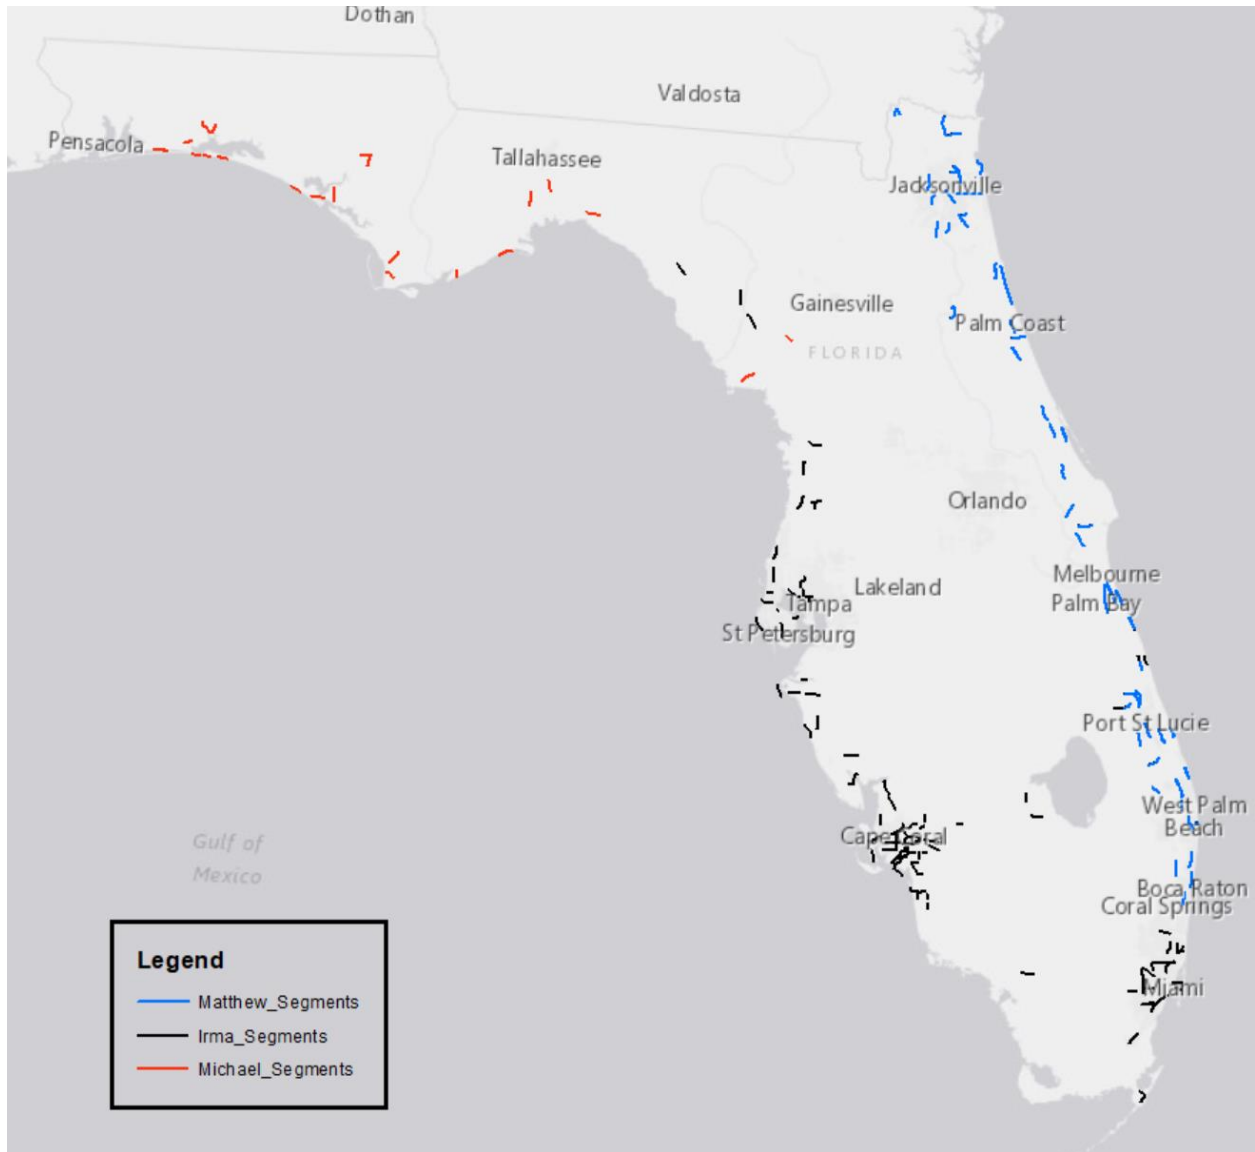 Dothan
Valdosta
Pensacola
Tallahassee
Jacksonville
Gainesville
Palm Coast
FLORIDA
Orlando
Melbourne
Lakeland
Palm Bay
Tampa
St Petersburg
Port St Lucie
West Palm
Beach
Cape Coral
Gulf of
Mexico
Boca Raton
Coral Springs
Miami
Legend
Matthew_Segments
Irma_Segments
Michael_Segments